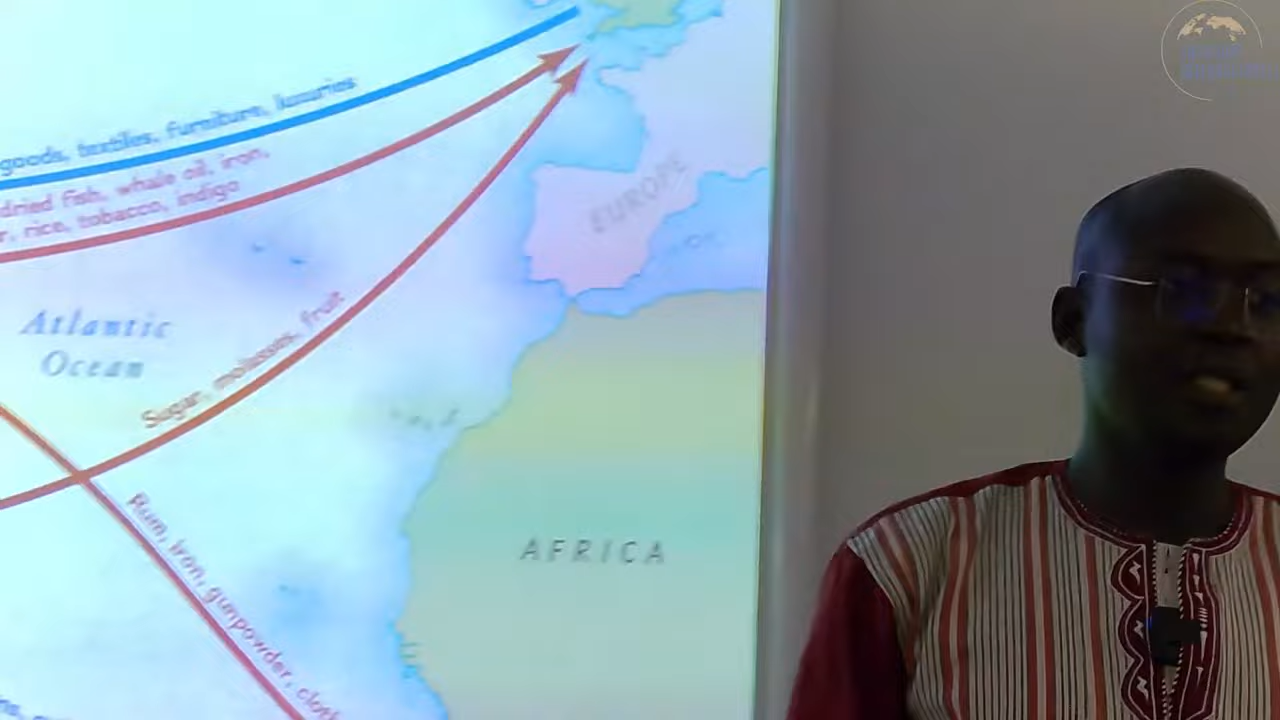 goods, textiles, furniture, luxuries
dried fish, whale oil, iron,
rice, tobacco, indigo
EUROPE
Atlantic
Ocean
Sugar, molasses, fruit
AFRICA
Rum, iron, gunpowder, cloth